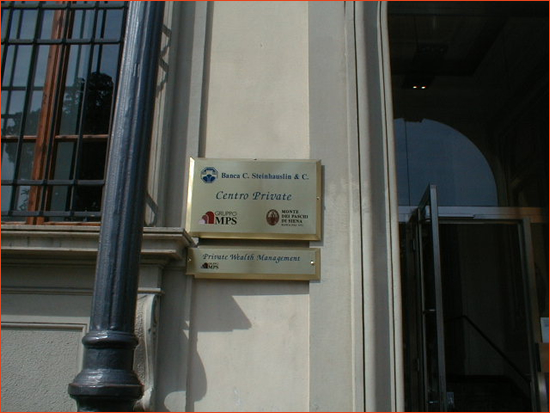 Banca C. Steinhauslin & C.
Centro Private
GRUPPO
MPS
MONTE
DEI PASCHI
DI SIENA
Private Wealth Management
MPS